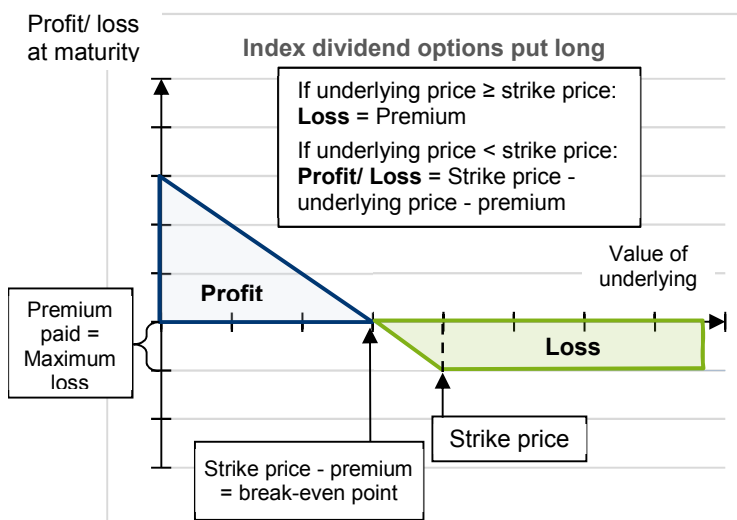 Profit/ loss
at maturity
Index dividend options put long
If underlying price ≥ strike price:
Loss = Premium
If underlying price < strike price:
Profit/ Loss = Strike price -
underlying price - premium
Value of
underlying
Profit
Premium
paid =
Maximum
loss
Loss
Strike price
Strike price - premium
= break-even point